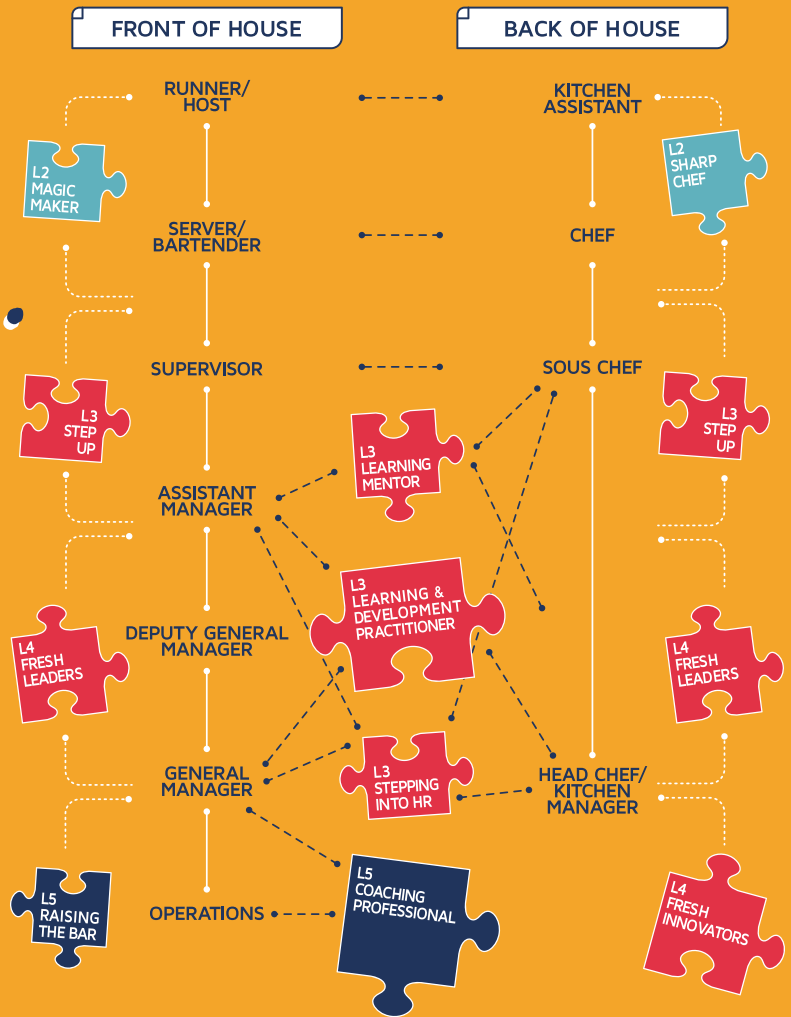 FRONT OF HOUSE
BACK OF HOUSE
RUNNER/
HOST
KITCHEN
ASSISTANT
L2
MAGIC
MAKER
L2
SHARP
CHEF
SERVER/
BARTENDER
CHEF
SUPERVISOR
SOUS CHEF
L3
STEP
UP
L3
LEARNING
MENTOR
L3
STEP
UP
ASSISTANT
MANAGER
L3
LEARNING &
DEVELOPMENT
PRACTITIONER
DEPUTY GENERAL
MANAGER
L4
FRESH
LEADERS
L4
FRESH
LEADERS
GENERAL
MANAGER
L3
STEPPING
INTO HR
HEAD CHEF/
KITCHEN
MANAGER
L5
RAISING
THE BAR
OPERATIONS
L5
COACHING
PROFESSIONAL
L4
FRESH
INNOVATORS